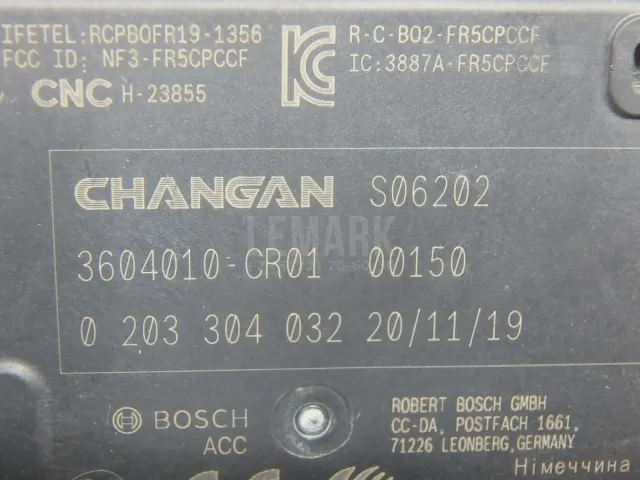 IFETEL: RCPBOFR19-1356
FCC ID: NF3-FR5CPCCF
CNC H-23855
R-C-BO2-FR5CPCCF
IC:3887A-FR5CPCCF
CHANGAN S06202
LEMARK
3604010-CR01 00150
0 203 304 032 20/11/19
BOSCH
ACC
ROBERT BOSCH GMBH
CC-DA, POSTFACH 1661,
71226 LEONBERG, GERMANY
Німеччина